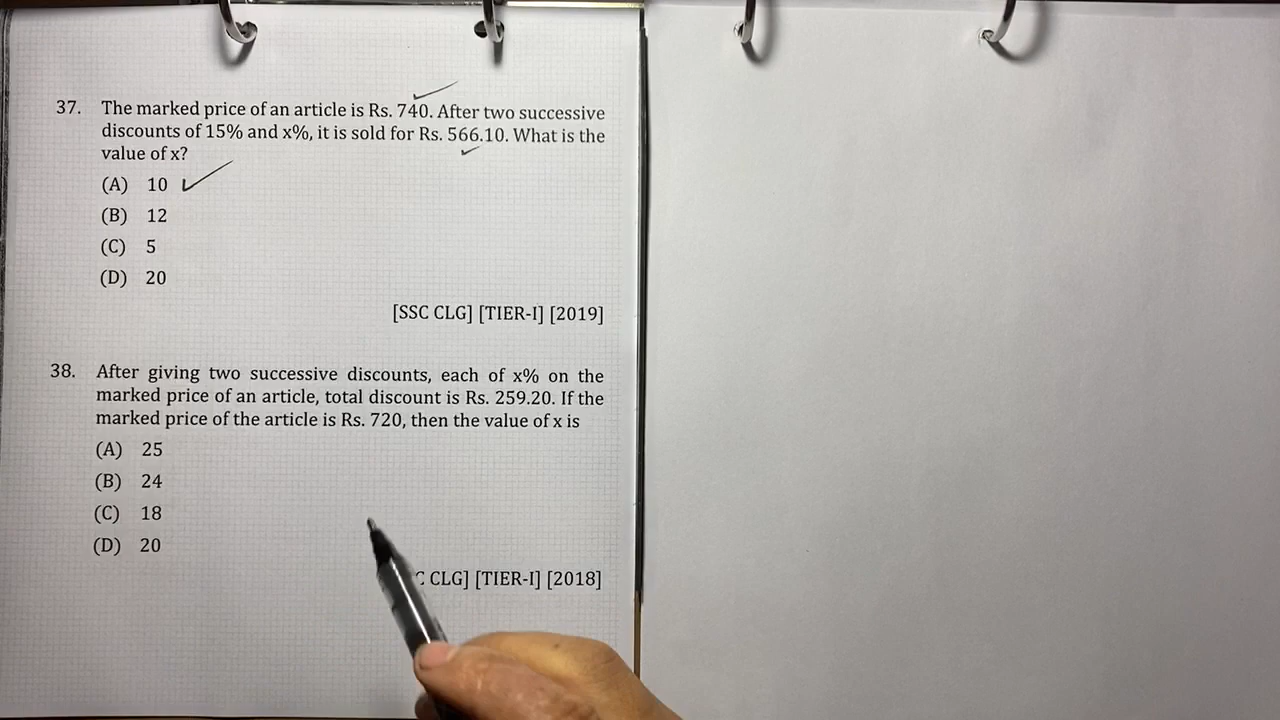 37. The marked price of an article is Rs. 740. After two successive
discounts of 15% and x%, it is sold for Rs. 566.10. What is the
value of x?
(A) 10
(B) 12
(C) 5
(D) 20
[SSC CLG] [TIER-I] [2019]
38. After giving two successive discounts, each of x% on the
marked price of an article, total discount is Rs. 259.20. If the
marked price of the article is Rs. 720, then the value of x is
(A) 25
(B) 24
(C) 18
(D) 20
CLG] [TIER-I] [2018]